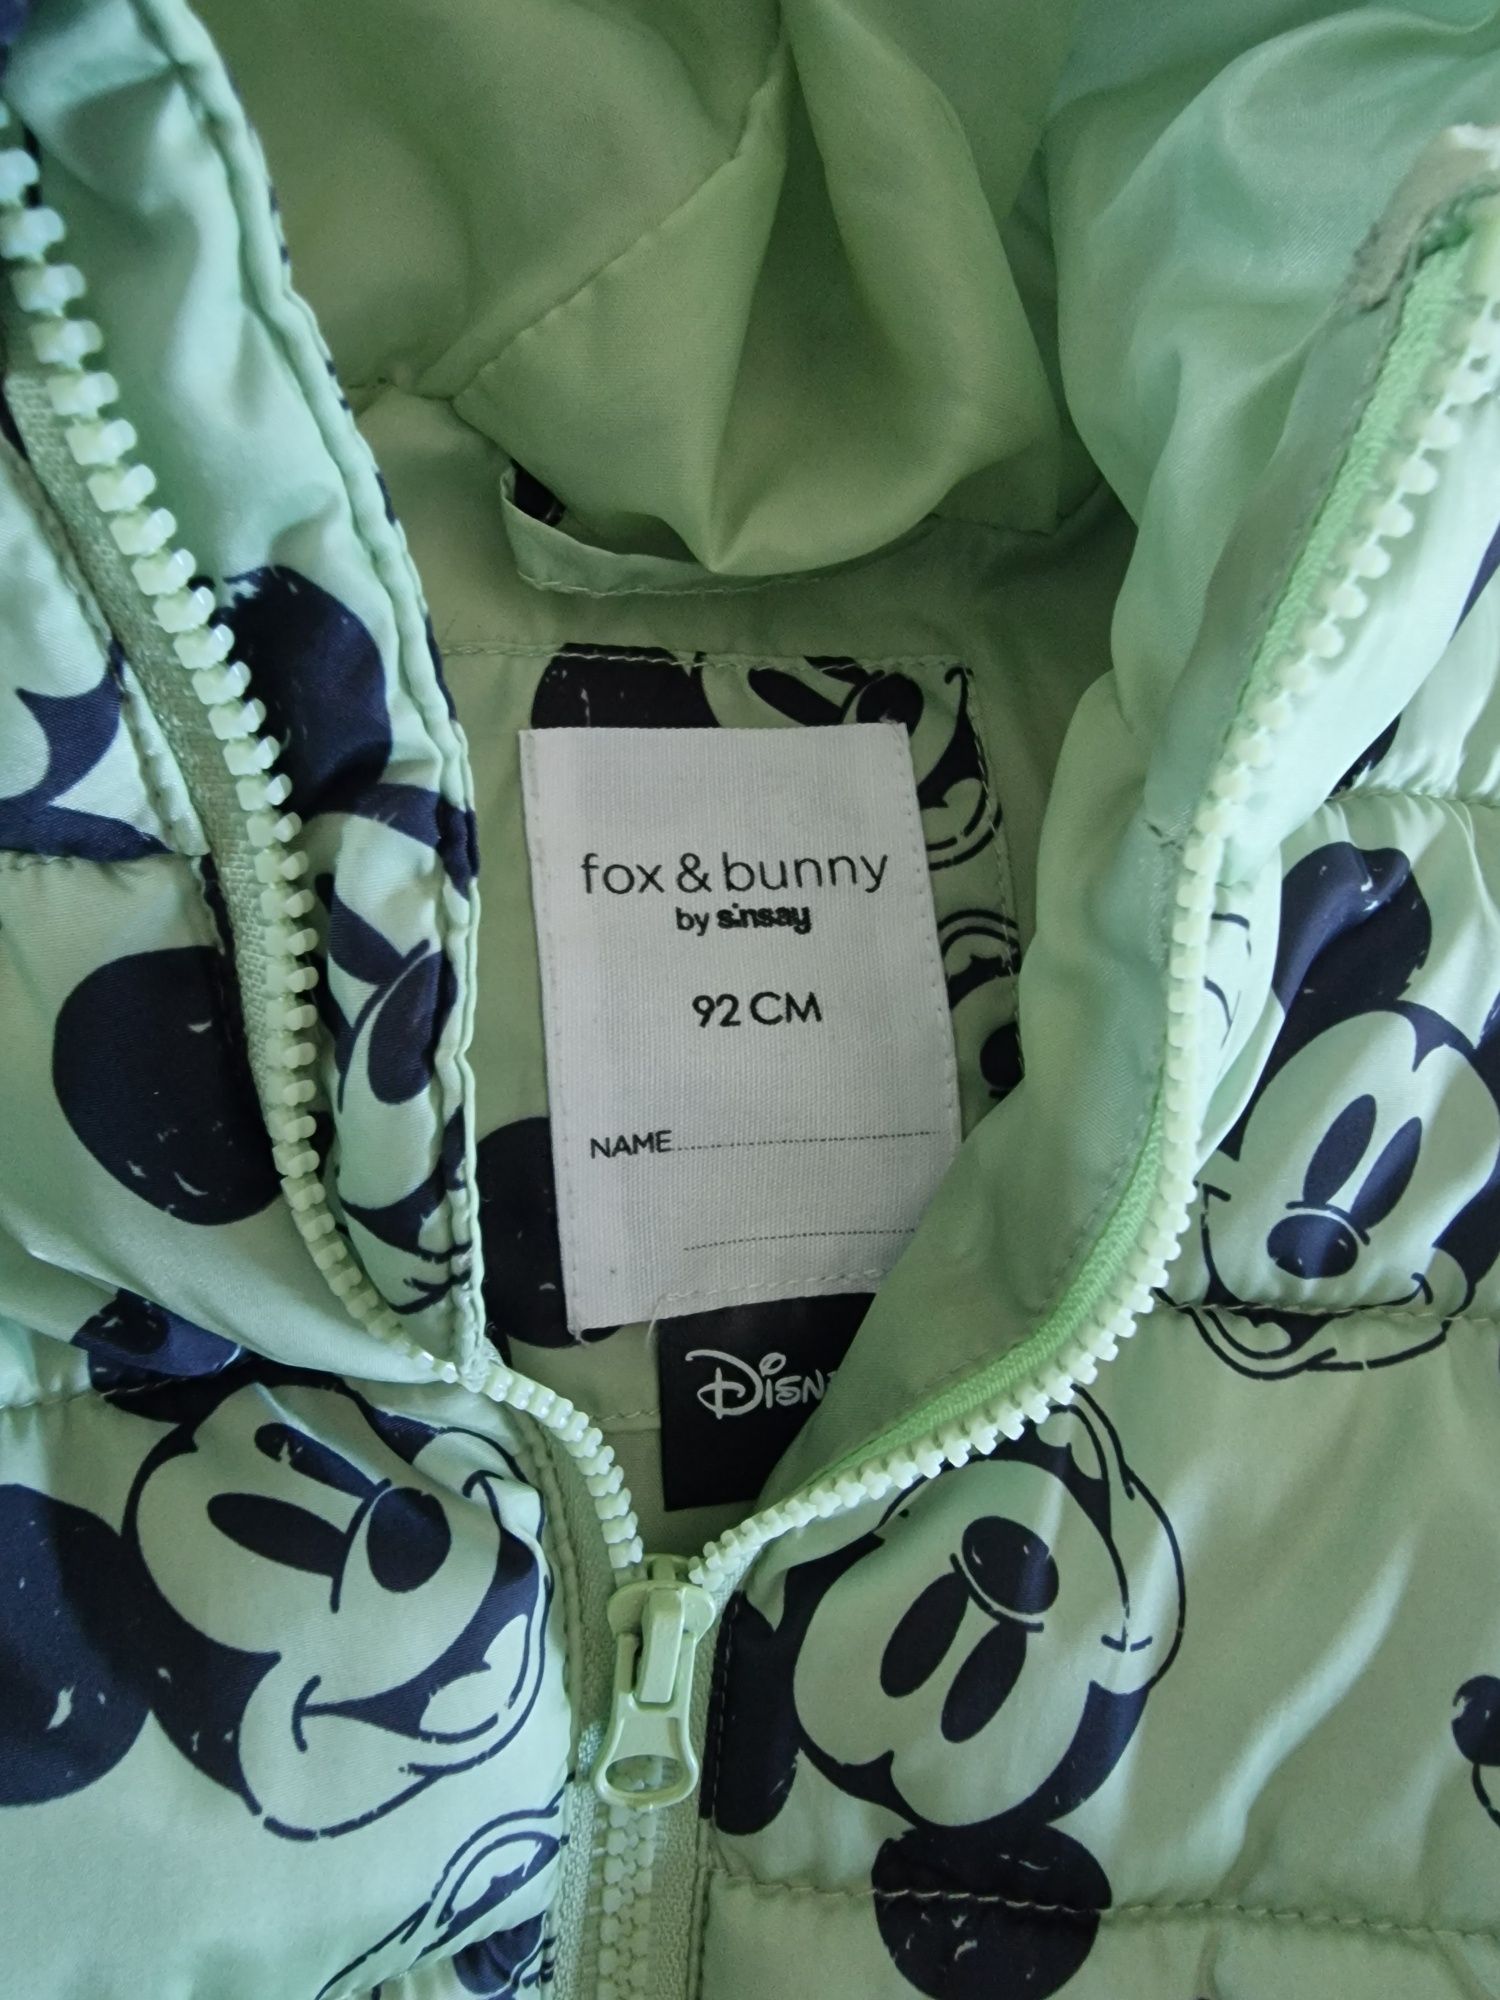 fox & bunny
by sinsay
92 CM
NAME